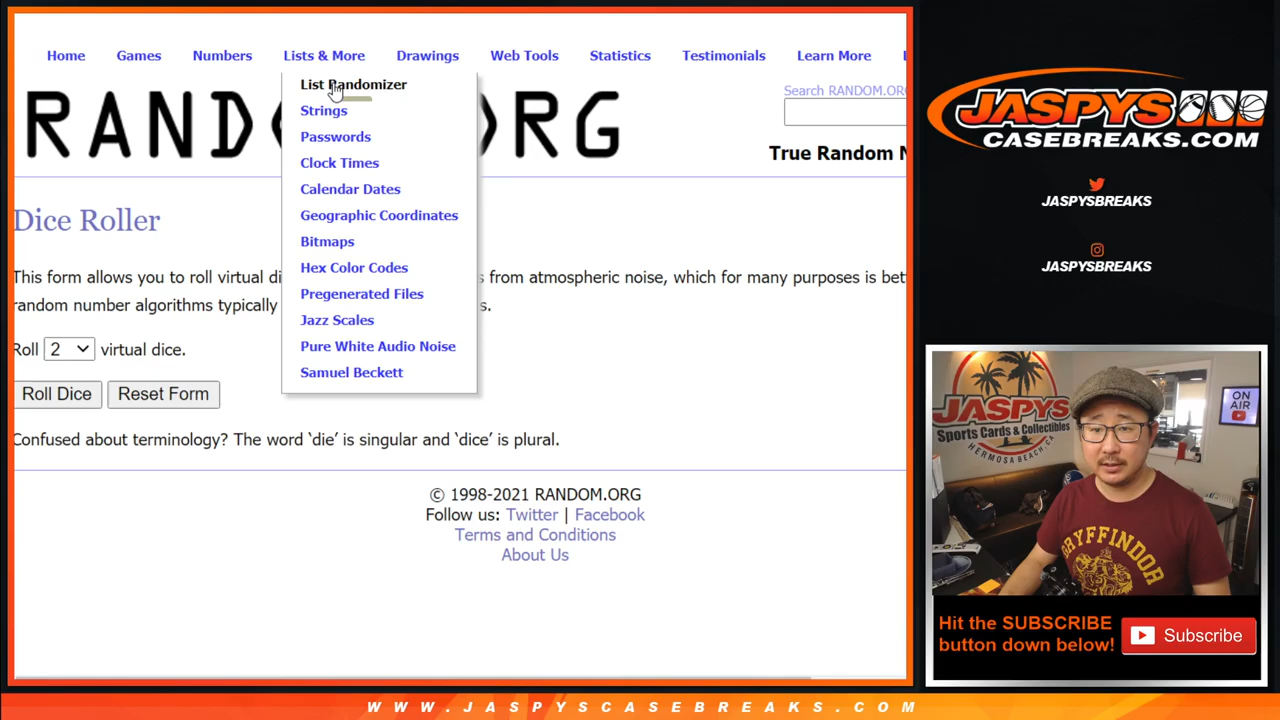 Home Games Numbers Lists & More Drawings Web Tools Statistics Testimonials Learn More
List Randomizer
Strings
Passwords
Clock Times
Calendar Dates
Geographic Coordinates
Bitmaps
Hex Color Codes
Pregenerated Files
Jazz Scales
Pure White Audio Noise
Samuel Beckett
RAND RG
Search RANDOM.OR
True Random N
Dice Roller
This form allows you to roll virtual di s from atmospheric noise, which for many purposes is bet
random number algorithms typically s.
Roll 2 virtual dice.
Roll Dice Reset Form
Confused about terminology? The word ‘die’ is singular and ‘dice’ is plural.
© 1998-2021 RANDOM.ORG
Follow us: Twitter | Facebook
Terms and Conditions
About Us
JASPYS
CASEBREAKS.COM
JASPYSBREAKS
JASPYSBREAKS
JASPYS
Sports Cards & Collectibles
HERMOSA BEACH, CA
ON
AIR
GRYFFINDOR
Hit the SUBSCRIBE
button down below!
Subscribe
WWW.JASPYSCASEBREAKS.COM